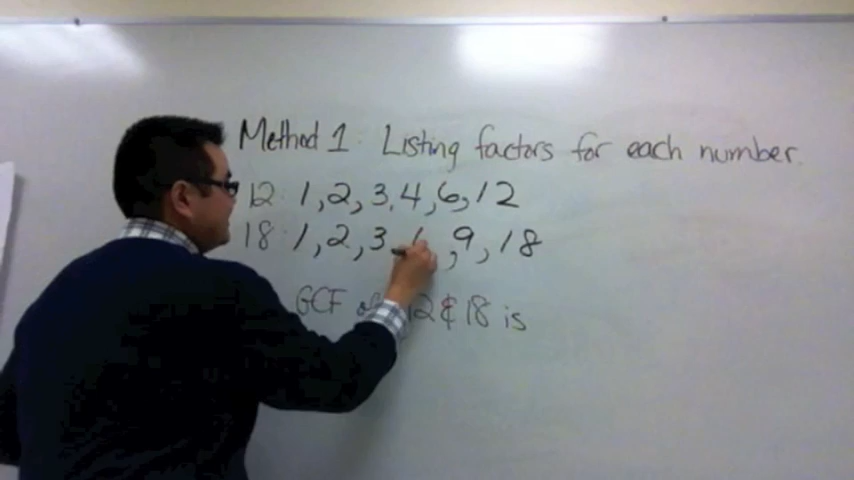 Method 1: Listing factors for each number.
12: 1, 2, 3, 4, 6, 12
18: 1, 2, 3, , 9, 18
GCF of 12 & 18 is